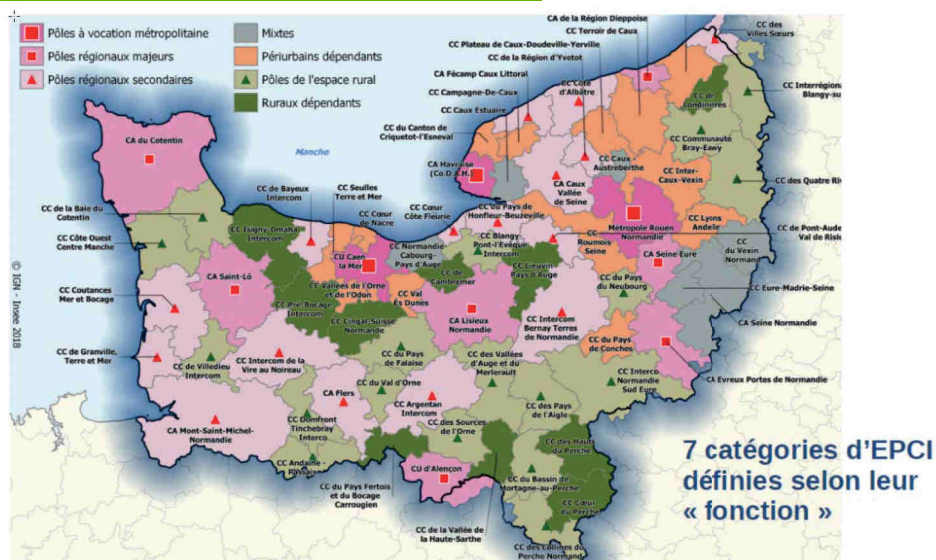 Pôles à vocation métropolitaine
Pôles régionaux majeurs
Pôles régionaux secondaires
Mixtes
Périurbains dépendants
Pôles de l'espace rural
Ruraux dépendants
CA de la Région Dieppoise
CC Terroir de Caux
CC Plateau de Caux-Doudeville-Yerville
CC de la Région d'Yvetot
CA Fécamp Caux Littoral
CC Campagne-De-Caux
CC Caux Estuaire
CC du Canton de
Criquetot-l'Esneval
CC des
Villes Sœurs
CC Interrégiona
Blangy-su
CC Côte
d'Albâtre
CC de
Londinières
CC Communauté
Bray-Eawy
CC des Quatre Ri
Manche
CA du Cotentin
CA Havraise
(Co.D.A.H.)
CC Caux -
Austreberthe
CC Inter-
Caux-Vexin
CA Caux
Vallée
de Seine
CC de la Baie du
Cotentin
CC de Bayeux
Intercom
CC Seulles
Terre et Mer
CC Cœur
de Nacre
CC Cœur
Côte Fleurie
CC du Pays de
Honfleur-Beuzeville
Métropole Rouen
Normandie
CC Lyons
Andelle
CC de Pont-Aude
Val de Risle
CC Côte Ouest
Centre Manche
CC Isigny-Omaha
Intercom
CU Caen
la Mer
CC Normandie-
Cabourg-
Pays d'Auge
CC Blangy
Pont-l'Evêque
Intercom
CC Roumois
Seine
CA Seine Eure
CC
du Vexin
Normand
CA Saint-Lô
CC Vallées de l'Orne
et de l'Odon
CC de
Cambremer
CC Lieuvin
Pays d'Auge
CC du Pays
du Neubourg
CC Eure-Madrie-Seine
CC Coutances
Mer et Bocage
CC Pré-Bocage
Intercom
CC Val
Es Dunes
CC Cingal-Suisse
Normande
CA Lisieux
Normandie
CC Intercom
Bernay Terres
de Normandie
CA Seine Normandie
CC de Granville,
Terre et Mer
CC de Villedieu
Intercom
CC Intercom de la
Vire au Noireau
CC du Pays
de Falaise
CC des Vallées
d'Auge et du
Merlerault
CC du Pays
de Conches
CC Interco
Normandie
Sud Eure
CA Evreux Portes de Normandie
CA Flers
CC du Val d'Orne
CC Argentan
Intercom
CC des Pays
de l'Aigle
CA Mont-Saint-Michel-
Normandie
CC Domfront
Tinchebray
Interco
CC des Sources
de l'Orne
CC des Hauts
du Perche
CC Andaine -
Passais
CU d'Alençon
CC du Bassin de
Mortagne-au-Perche
CC du Pays Fertois
et du Bocage
Carrougien
CC Cœur
du Perche
CC de la Vallée de
la Haute-Sarthe
CC des Collines du
Perche Normand
© IGN - Insee 2018
7 catégories d'EPCI
définies selon leur
« fonction »